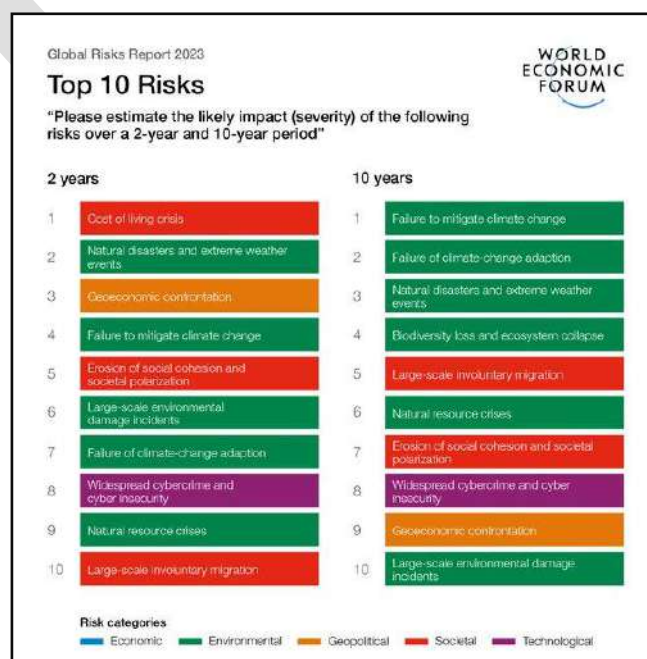 Global Risks Report 2023
Top 10 Risks
WORLD
ECONOMIC
FORUM
“Please estimate the likely impact (severity) of the following
risks over a 2-year and 10-year period”
2 years
1 Cost of living crisis
2 Natural disasters and extreme weather
events
3 Geoeconomic confrontation
4 Failure to mitigate climate change
5 Erosion of social cohesion and
societal polarization
6 Large-scale environmental
damage incidents
7 Failure of climate-change adaption
8 Widespread cybercrime and
cyber insecurity
9 Natural resource crises
10 Large-scale involuntary migration
10 years
1 Failure to mitigate climate change
2 Failure of climate-change adaption
3 Natural disasters and extreme weather
events
4 Biodiversity loss and ecosystem collapse
5 Large-scale involuntary migration
6 Natural resource crises
7 Erosion of social cohesion and societal
polarization
8 Widespread cybercrime and cyber
insecurity
9 Geoeconomic confrontation
10 Large-scale environmental damage
incidents
Risk categories
Economic Environmental Geopolitical Societal Technological